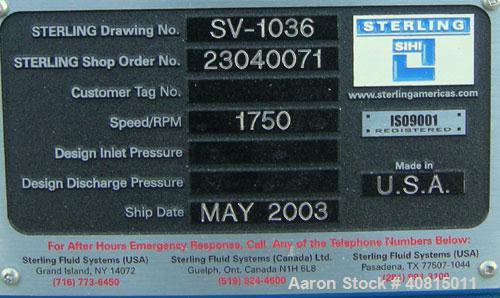 STERLING Drawing No. SV-1036
STERLING Shop Order No. 23040071
Customer Tag No.
Speed/RPM 1750
Design Inlet Pressure
Design Discharge Pressure
Ship Date MAY 2003
STERLING
SIHI
www.sterlingamericas.com
ISO9001
REGISTERED
Made in
U.S.A.
For After Hours Emergency Response, Call Any of the Telephone Numbers Below:
Sterling Fluid Systems (USA) Sterling Fluid Systems (Canada) Ltd. Sterling Fluid Systems (USA)
Grand Island, NY 14072 Guelph, Ont. Canada N1H 6L8 Pasadena, TX 77507-1044
(716) 773-6450 (519) 824-4600
Aaron Stock # 40815011